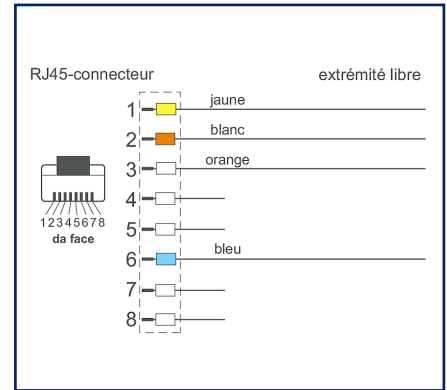 RJ45-connecteur extrémité libre
1 jaune
2 blanc
3 orange
4
5
6 bleu
7
8
12345678
da face